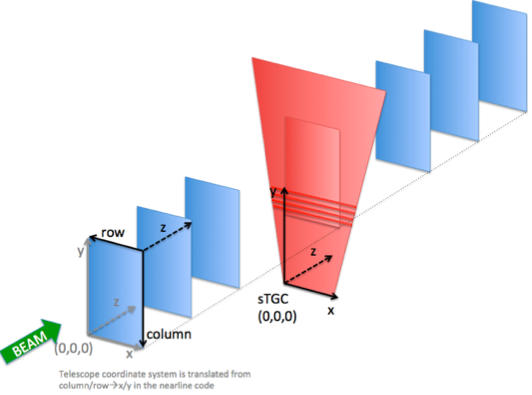 row
z
y
y
z
z
sTGC
(0,0,0)
x
column
BEAM
(0,0,0)
x
Telescope coordinate system is translated from
column/row→x/y in the nearline code